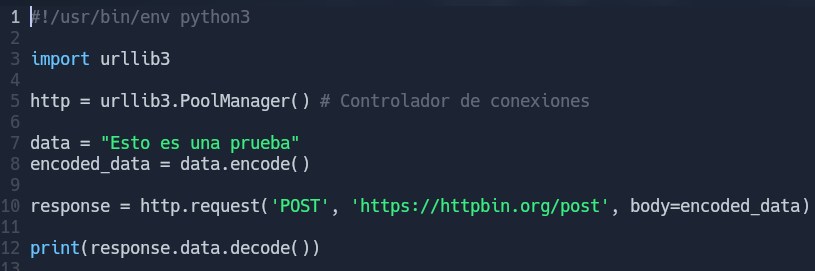 1 #!/usr/bin/env python3
2
3 import urllib3
4
5 http = urllib3.PoolManager() # Controlador de conexiones
6
7 data = "Esto es una prueba"
8 encoded_data = data.encode()
9
10 response = http.request('POST', 'https://httpbin.org/post', body=encoded_data)
11
12 print(response.data.decode())
13